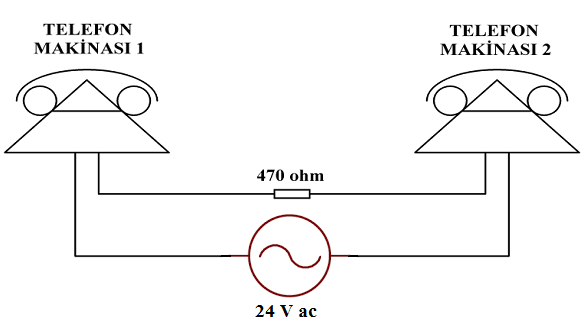 TELEFON
MAKİNASI 1
TELEFON
MAKİNASI 2
470 ohm
24 V ac